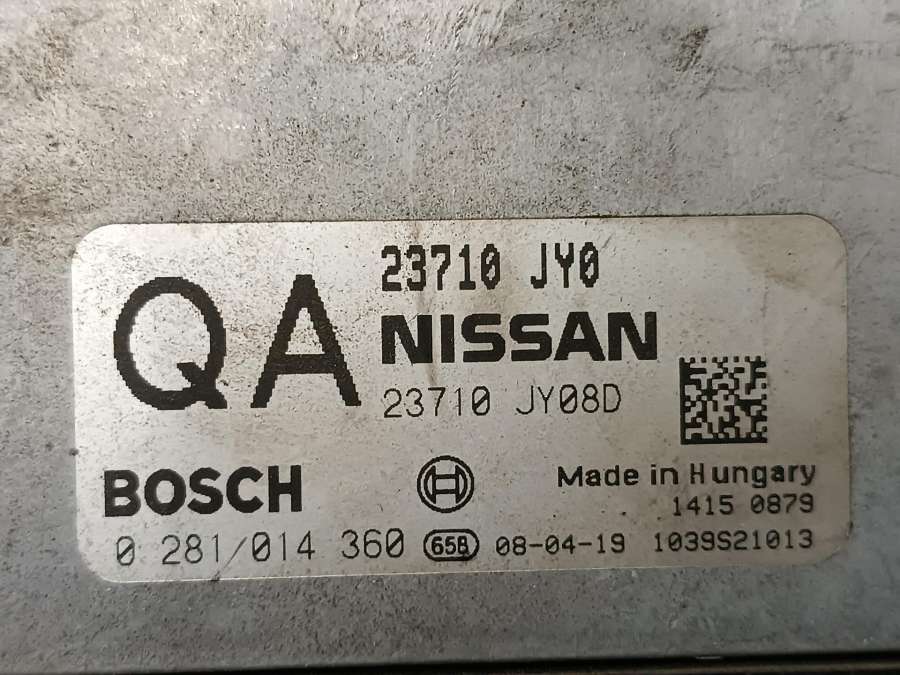 QA
23710 JY0
NISSAN
23710 JY08D
BOSCH
Made in Hungary
1415 0879
0 281/014 360 65B 08-04-19 1039S21013